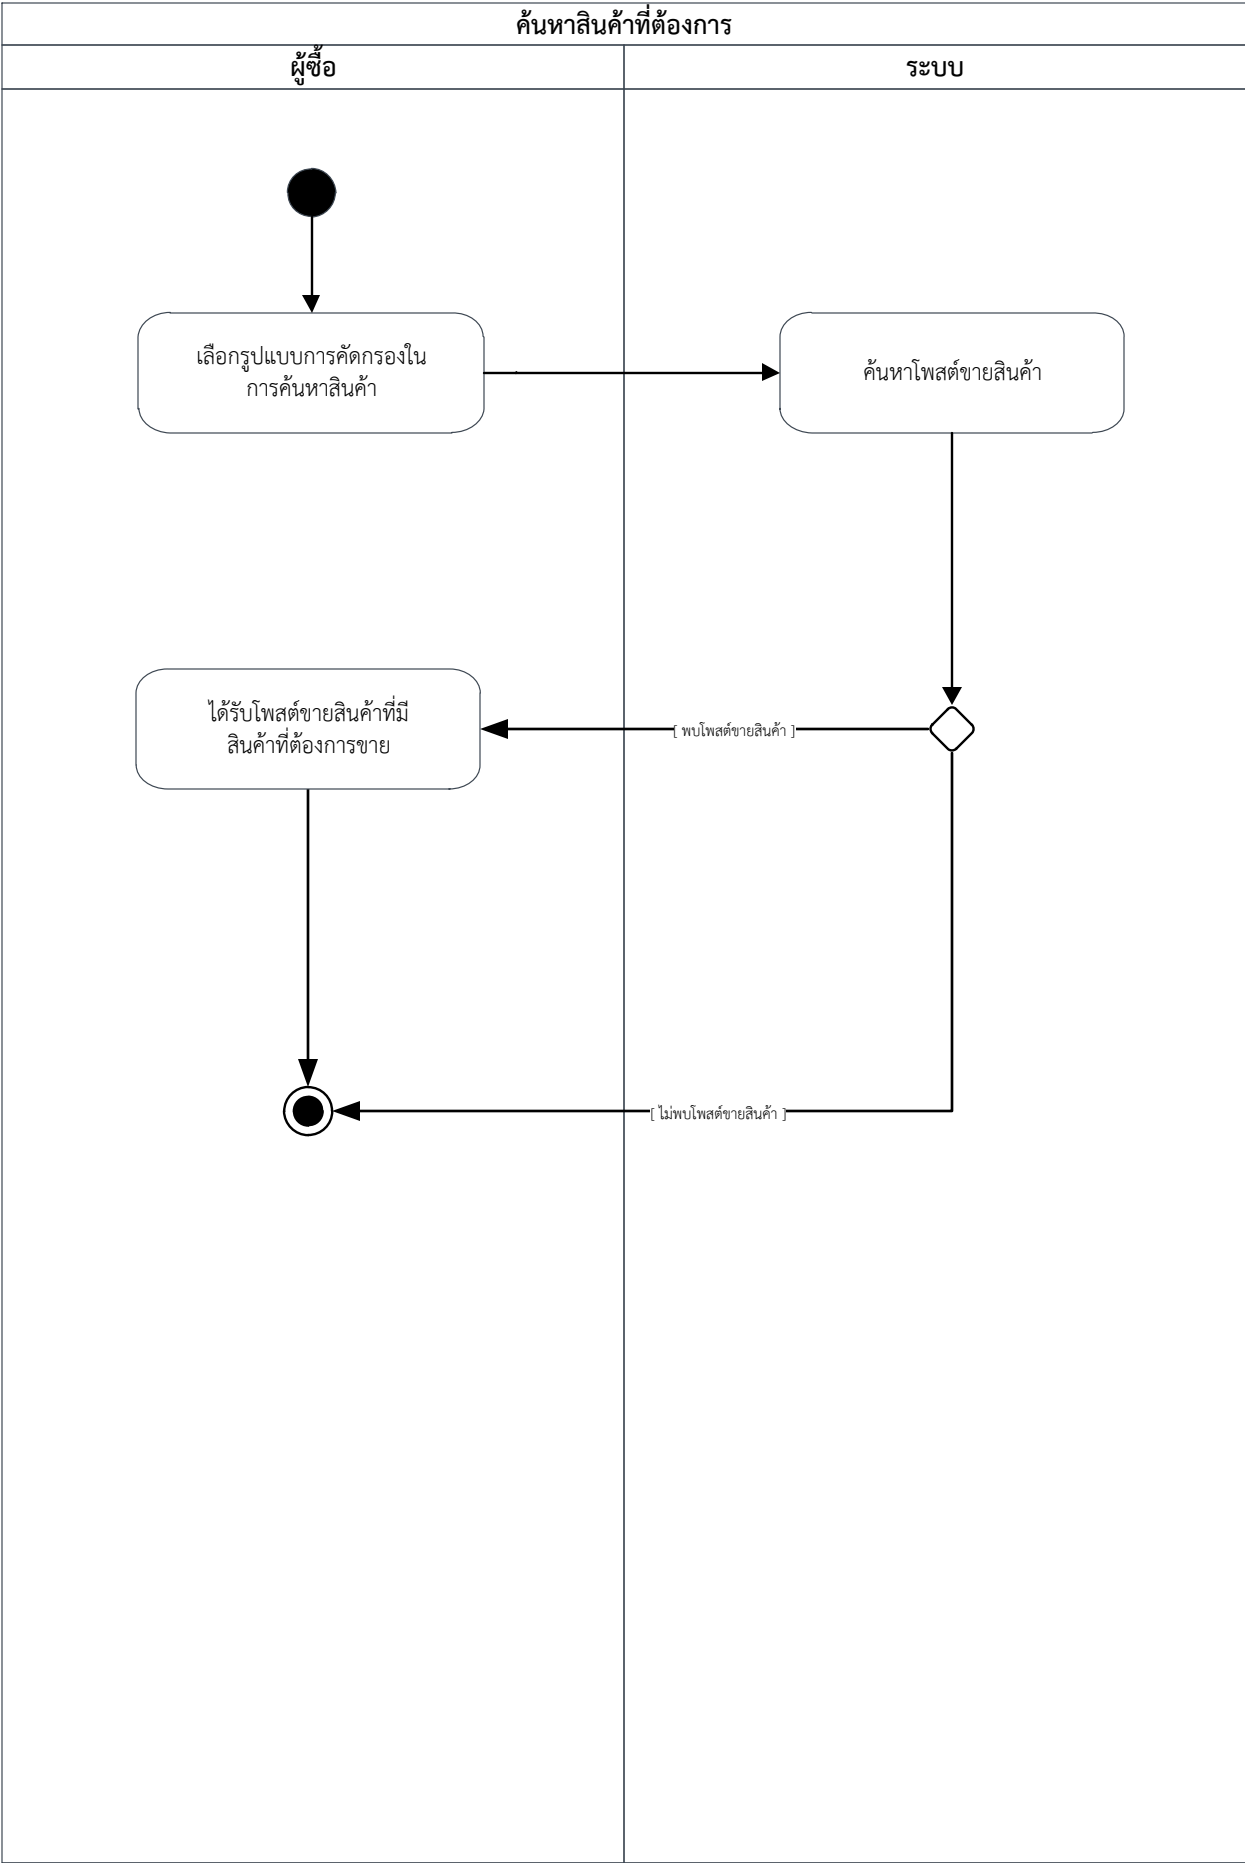 ค้นหาสินค้าที่ต้องการ
ผู้ซื้อ
ระบบ
เลือกรูปแบบการคัดกรองใน
การค้นหาสินค้า
ค้นหาโพสต์ขายสินค้า
ได้รับโพสต์ขายสินค้าที่มี
สินค้าที่ต้องการขาย
[ พบโพสต์ขายสินค้า ]
[ ไม่พบโพสต์ขายสินค้า ]